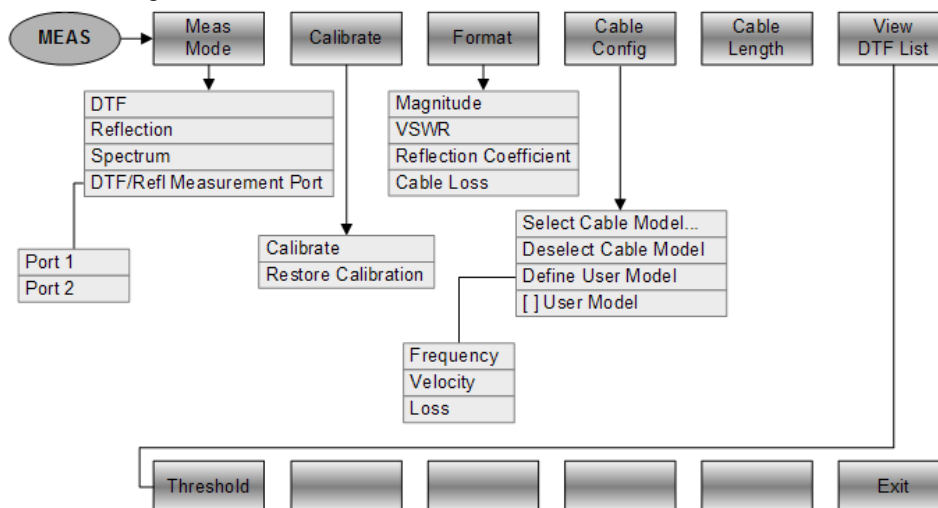 MEAS
Meas
Mode
Calibrate
Format
Cable
Config
Cable
Length
View
DTF List
DTF
Reflection
Spectrum
DTF/Refl Measurement Port
Port 1
Port 2
Calibrate
Restore Calibration
Magnitude
VSWR
Reflection Coefficient
Cable Loss
Select Cable Model...
Deselect Cable Model
Define User Model
[ ] User Model
Frequency
Velocity
Loss
Threshold
Exit